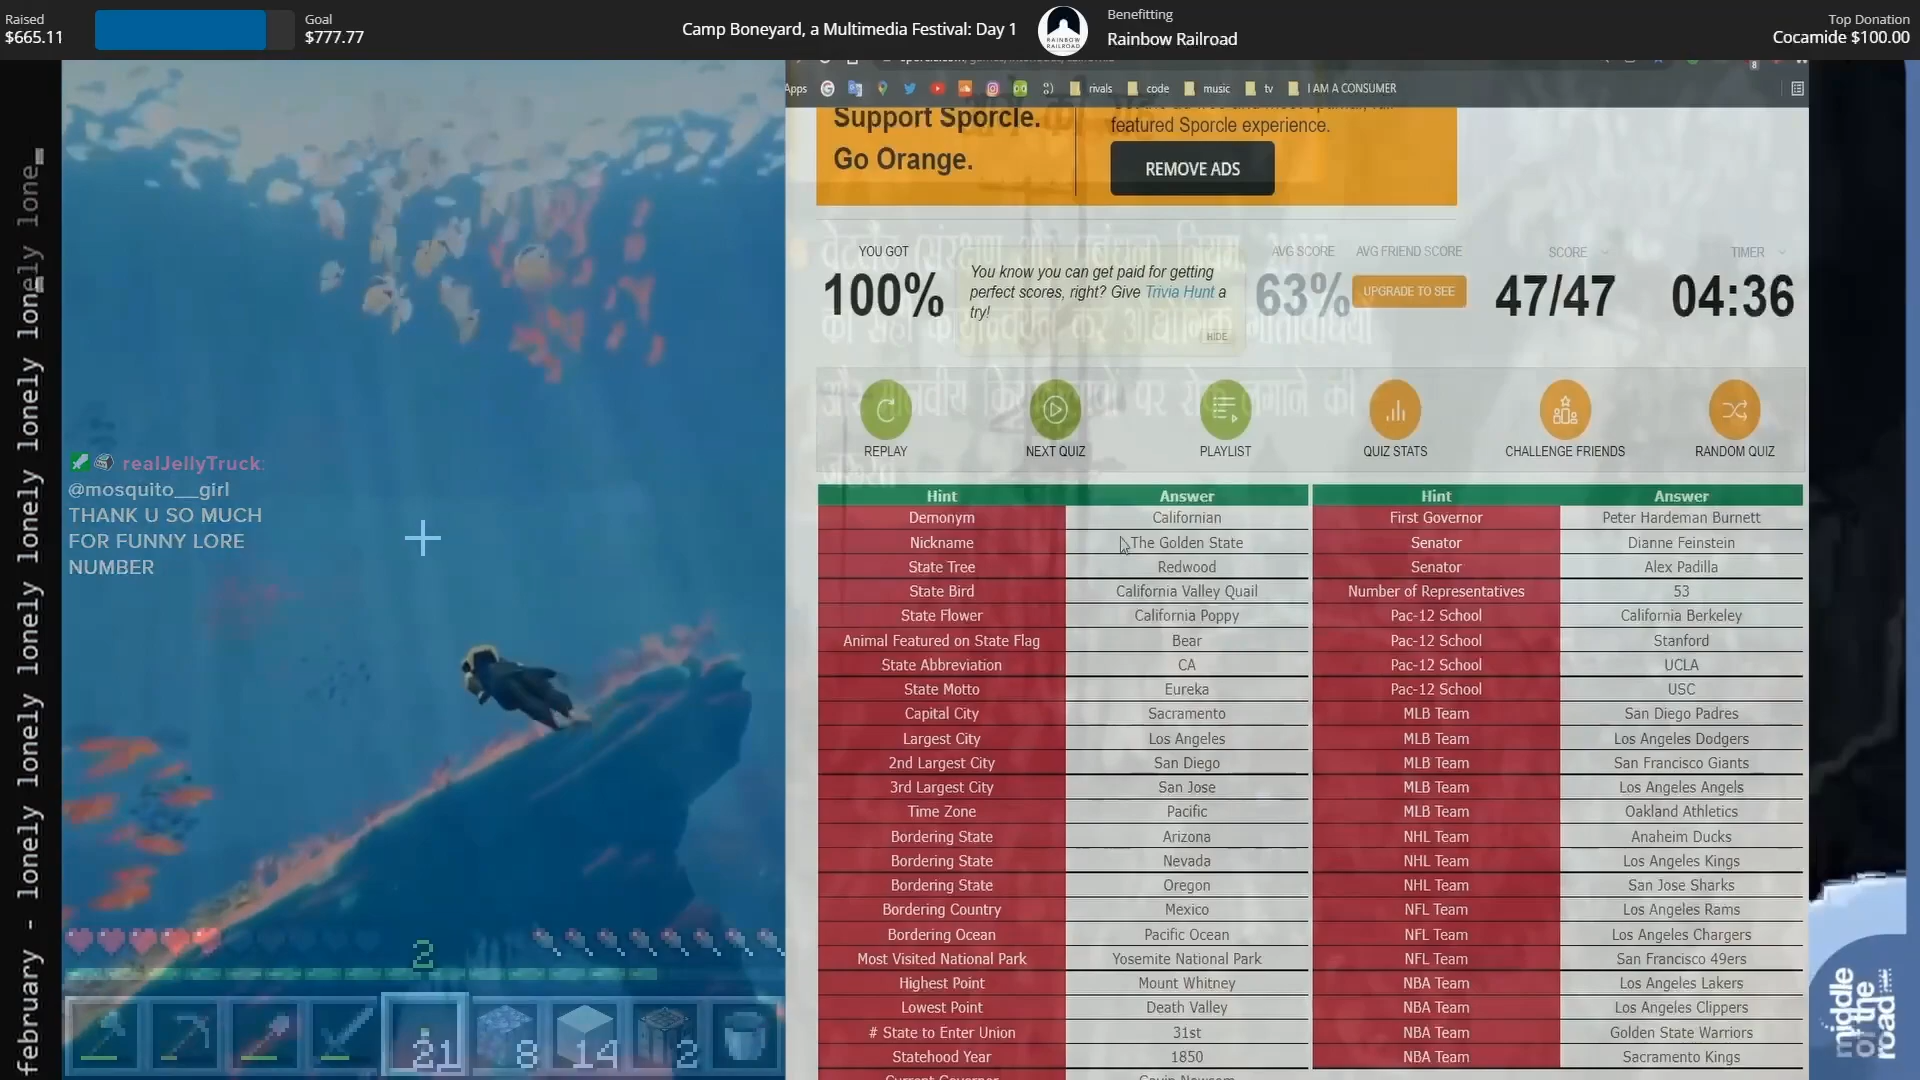 Raised
$665.11
Goal
$777.77
Camp Boneyard, a Multimedia Festival: Day 1
RAINBOW
RAILROAD
Benefitting
Rainbow Railroad
Top Donation
Cocamide $100.00
february - lonely lonely lonely lonely lonely lonely lonely lone
realJellyTruck:
@mosquito__girl
THANK U SO MUCH
FOR FUNNY LORE
NUMBER
2
21 8 14 2
Apps rivals code music tv I AM A CONSUMER
Support Sporcle.
Go Orange.
featured Sporcle experience.
REMOVE ADS
YOU GOT
100%
You know you can get paid for getting
perfect scores, right? Give Trivia Hunt a
try!
HIDE
AVG SCORE
63%
AVG FRIEND SCORE
UPGRADE TO SEE
SCORE
47/47
TIMER
04:36
REPLAY NEXT QUIZ PLAYLIST QUIZ STATS CHALLENGE FRIENDS RANDOM QUIZ
Hint Answer Hint Answer
Demonym Californian First Governor Peter Hardeman Burnett
Nickname The Golden State Senator Dianne Feinstein
State Tree Redwood Senator Alex Padilla
State Bird California Valley Quail Number of Representatives 53
State Flower California Poppy Pac-12 School California Berkeley
Animal Featured on State Flag Bear Pac-12 School Stanford
State Abbreviation CA Pac-12 School UCLA
State Motto Eureka Pac-12 School USC
Capital City Sacramento MLB Team San Diego Padres
Largest City Los Angeles MLB Team Los Angeles Dodgers
2nd Largest City San Diego MLB Team San Francisco Giants
3rd Largest City San Jose MLB Team Los Angeles Angels
Time Zone Pacific MLB Team Oakland Athletics
Bordering State Arizona NHL Team Anaheim Ducks
Bordering State Nevada NHL Team Los Angeles Kings
Bordering State Oregon NHL Team San Jose Sharks
Bordering Country Mexico NFL Team Los Angeles Rams
Bordering Ocean Pacific Ocean NFL Team Los Angeles Chargers
Most Visited National Park Yosemite National Park NFL Team San Francisco 49ers
Highest Point Mount Whitney NBA Team Los Angeles Lakers
Lowest Point Death Valley NBA Team Los Angeles Clippers
# State to Enter Union 31st NBA Team Golden State Warriors
Statehood Year 1850 NBA Team Sacramento Kings
middle
of the
road